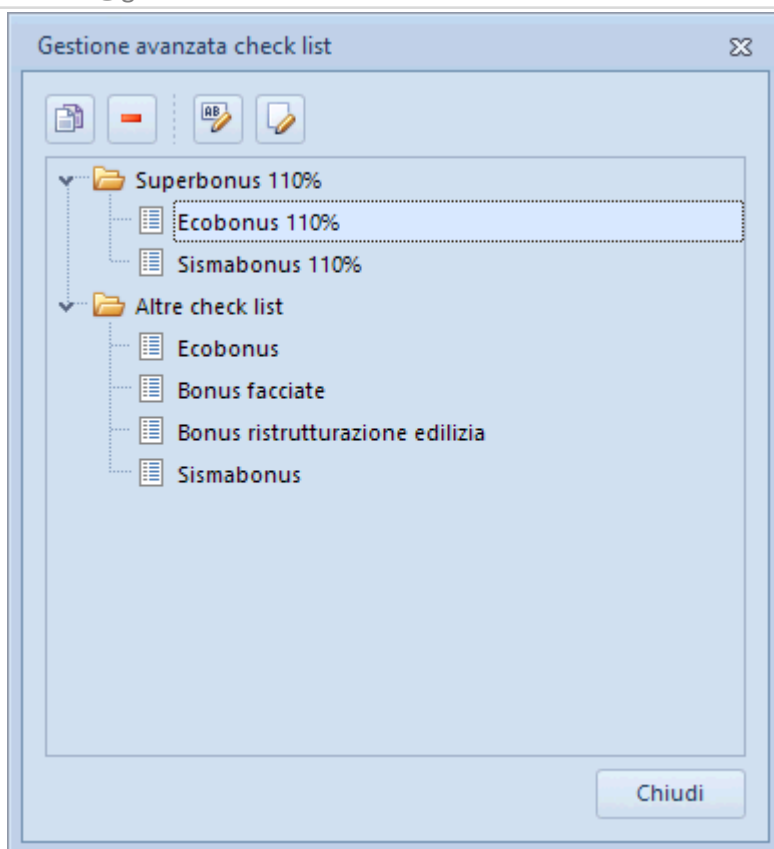 Gestione avanzata check list
AB
Superbonus 110%
Ecobonus 110%
Sismabonus 110%
Altre check list
Ecobonus
Bonus facciate
Bonus ristrutturazione edilizia
Sismabonus
Chiudi